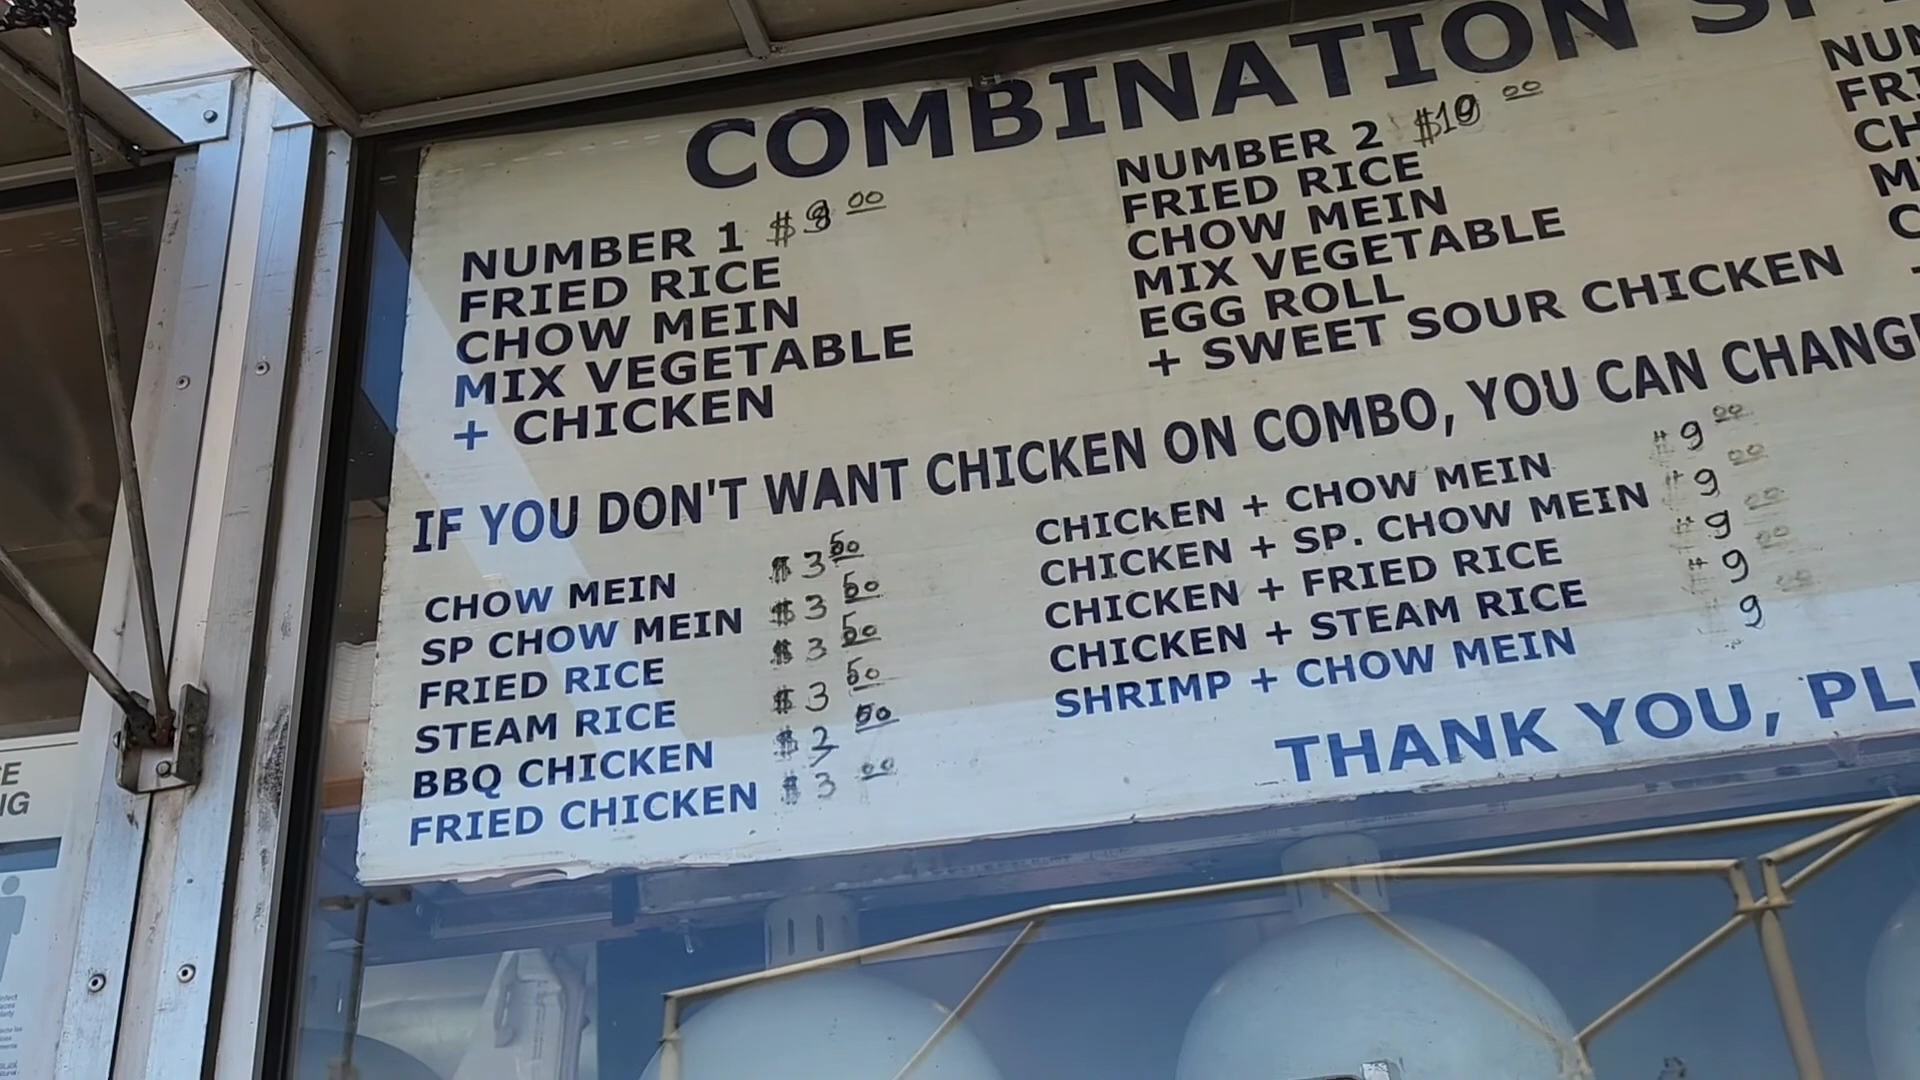 COMBINATION
NUMBER 1 $9.00
FRIED RICE
CHOW MEIN
MIX VEGETABLE
+ CHICKEN
NUMBER 2 $10.00
FRIED RICE
CHOW MEIN
MIX VEGETABLE
EGG ROLL
+ SWEET SOUR CHICKEN
IF YOU DON'T WANT CHICKEN ON COMBO, YOU CAN CHANGE
CHOW MEIN $ 3 50
SP CHOW MEIN $ 3 50
FRIED RICE $ 3 50
STEAM RICE $ 3 50
BBQ CHICKEN $ 50
FRIED CHICKEN $ 3 00
CHICKEN + CHOW MEIN $ 9 00
CHICKEN + SP. CHOW MEIN $ 9 00
CHICKEN + FRIED RICE $ 9 00
CHICKEN + STEAM RICE $ 9 00
SHRIMP + CHOW MEIN 9 00
THANK YOU,